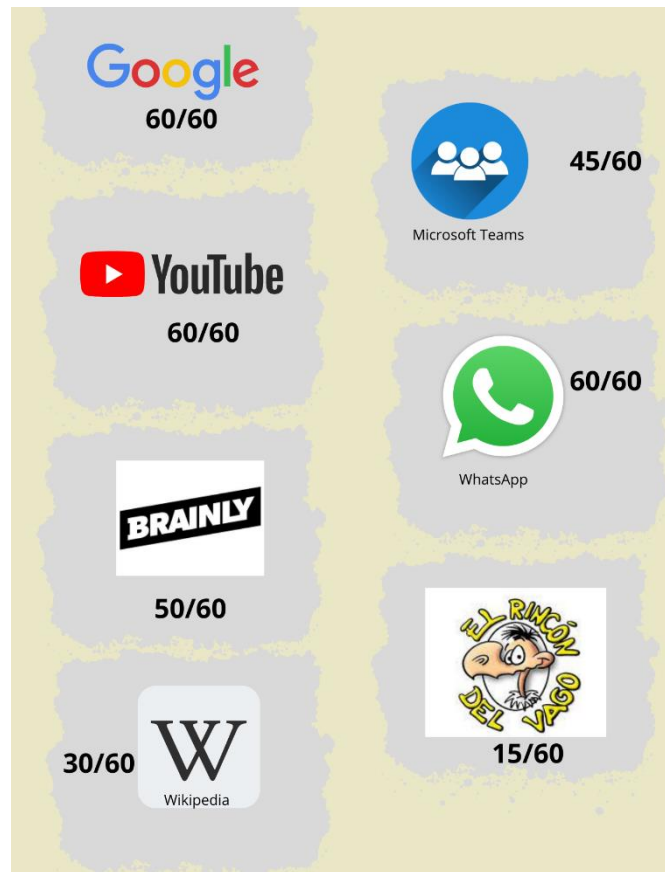 Google
60/60
YouTube
60/60
BRAINLY
50/60
30/60
W
Wikipedia
45/60
Microsoft Teams
60/60
WhatsApp
EL RINCÓN
DEL VAGO
15/60